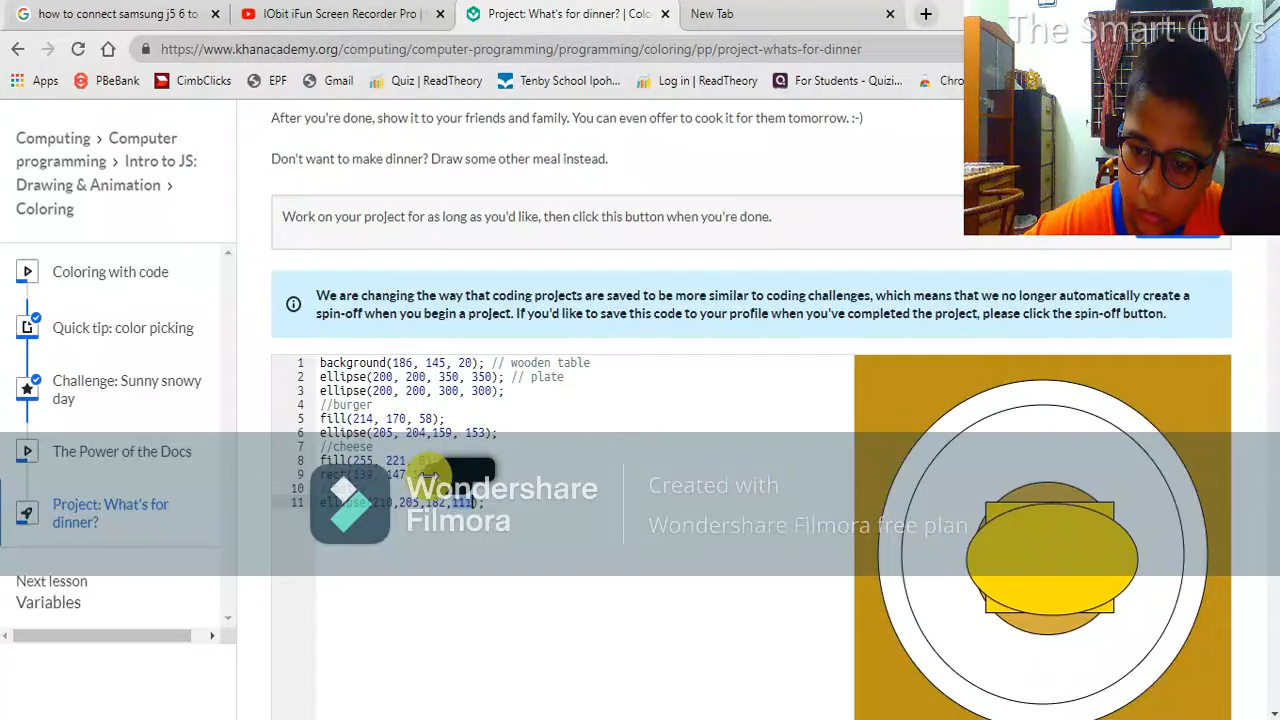 how to connect samsung j5 6 to
Project: What's for dinner? | Colo
New Tab
The Smart Guys
https://www.khanacademy.org/computing/computer-programming/programming/coloring/pp/project-whats-for-dinner
Apps
PBeBank
CimbClicks
EPF
Gmail
Quiz | ReadTheory
Tenby School Ipoh...
Log in | ReadTheory
For Students - Quizi...
Chro
Computing > Computer
programming > Intro to JS:
Drawing & Animation >
Coloring
Coloring with code
Quick tip: color picking
Challenge: Sunny snowy
day
The Power of the Docs
Project: What's for
dinner?
Next lesson
Variables
After you're done, show it to your friends and family. You can even offer to cook it for them tomorrow. :-)
Don't want to make dinner? Draw some other meal instead.
Work on your project for as long as you'd like, then click this button when you're done.
We are changing the way that coding projects are saved to be more similar to coding challenges, which means that we no longer automatically create a
spin-off when you begin a project. If you'd like to save this code to your profile when you've completed the project, please click the spin-off button.
1 background(186, 145, 20); // wooden table
2 ellipse(200, 200, 350, 350); // plate
3 ellipse(200, 200, 300, 300);
4 //burger
5 fill(214, 170, 58);
6 ellipse(205, 204,159, 153);
7 //cheese
8 fill(255, 221
9 rect(139, 147
10
11 ellipse(210,205,182,111);
Wondershare
Filmora
Created with
Wondershare Filmora free plan